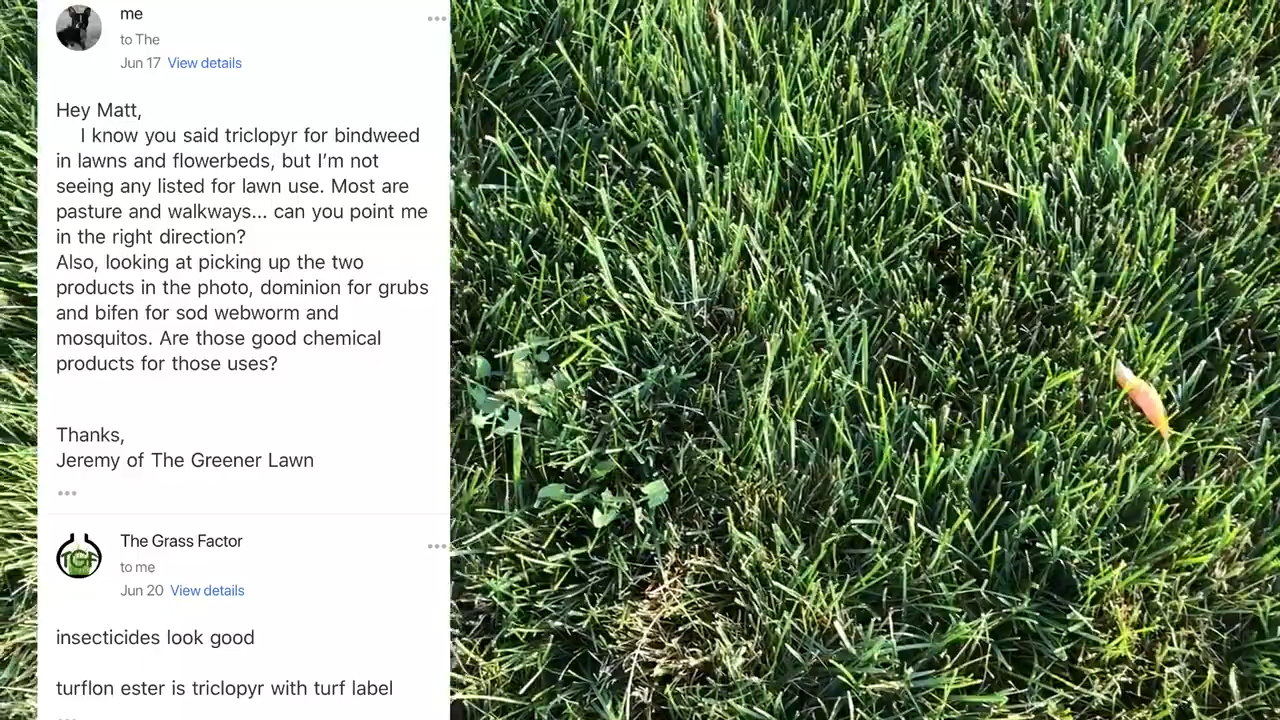 me
to The
Jun 17 View details
Hey Matt,
I know you said triclopyr for bindweed
in lawns and flowerbeds, but I’m not
seeing any listed for lawn use. Most are
pasture and walkways... can you point me
in the right direction?
Also, looking at picking up the two
products in the photo, dominion for grubs
and bifen for sod webworm and
mosquitos. Are those good chemical
products for those uses?
Thanks,
Jeremy of The Greener Lawn
The Grass Factor
TGF
to me
Jun 20 View details
insecticides look good
turflon ester is triclopyr with turf label